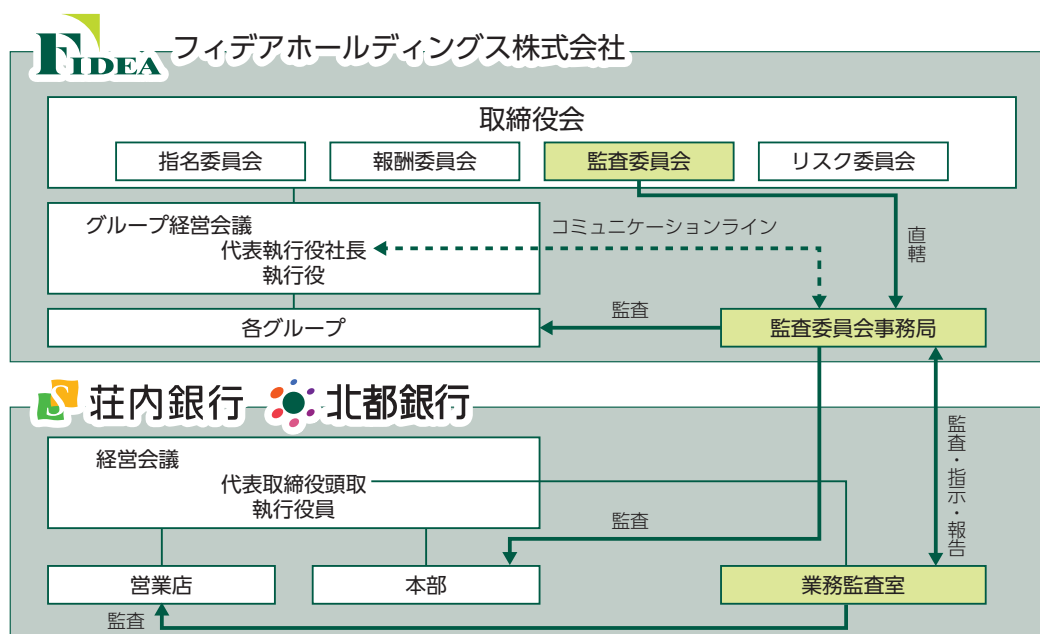 FIDEA フィデアホールディングス株式会社
取締役会
指名委員会
報酬委員会
監査委員会
リスク委員会
グループ経営会議
代表執行役社長
執行役
コミュニケーションライン
直轄
各グループ
監査
監査委員会事務局
S 荘内銀行 北都銀行
経営会議
代表取締役頭取
執行役員
監査
監査・指示・報告
営業店
本部
業務監査室
監査